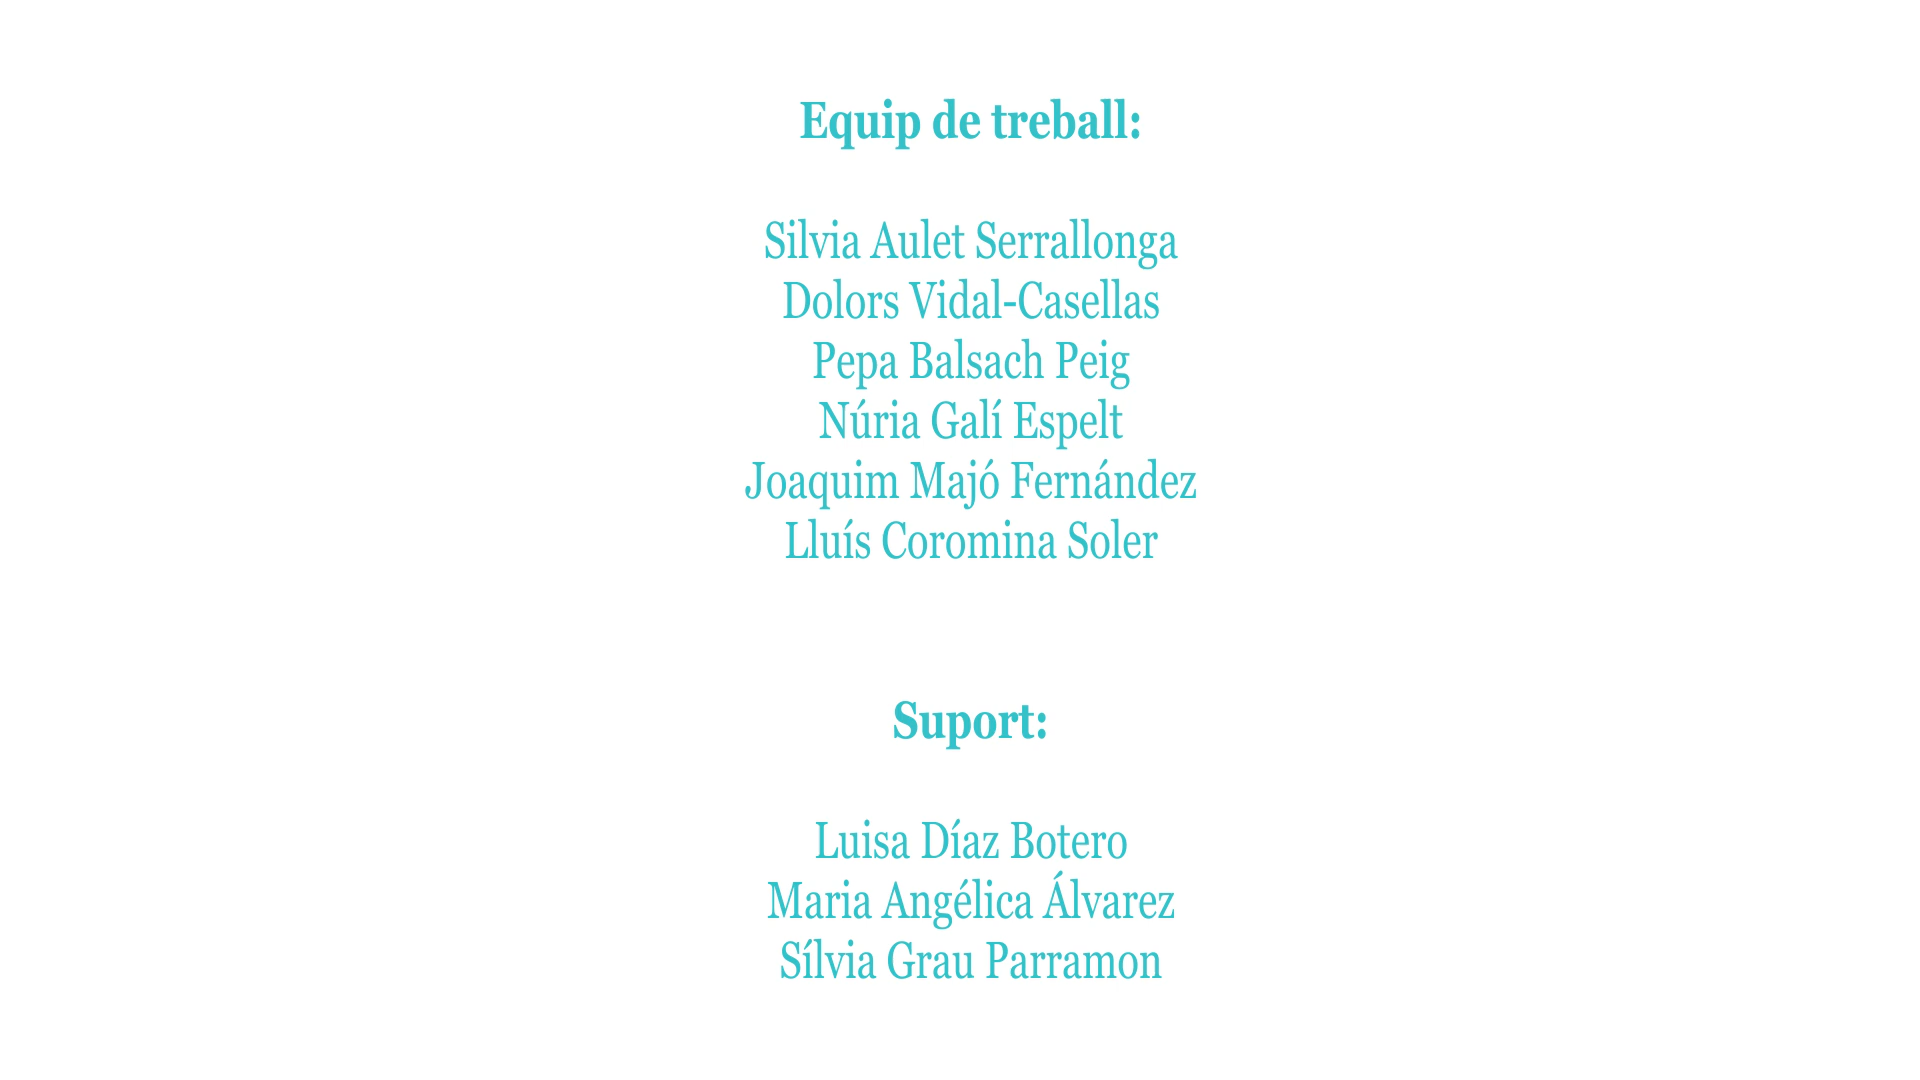 Equip de treball:
Silvia Aulet Serrallonga
Dolors Vidal-Casellas
Pepa Balsach Peig
Núria Galí Espelt
Joaquim Majó Fernández
Lluís Coromina Soler
Suport:
Luisa Díaz Botero
Maria Angélica Álvarez
Sílvia Grau Parramon